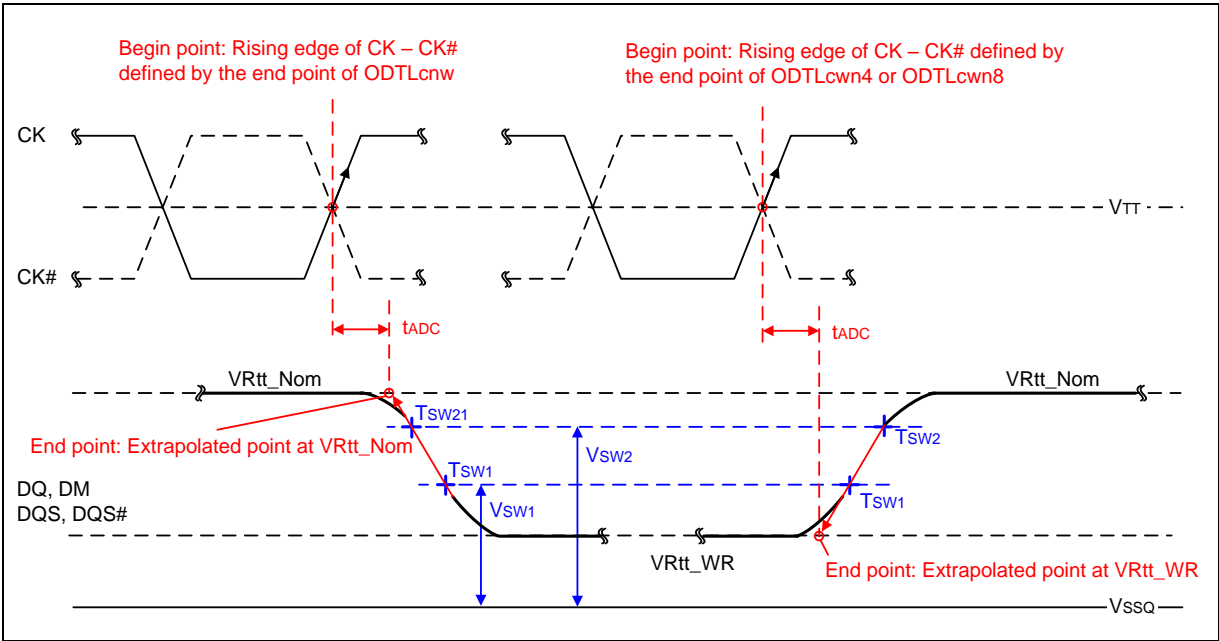 Begin point: Rising edge of CK – CK#
defined by the end point of ODTLcnw
Begin point: Rising edge of CK – CK# defined by
the end point of ODTLcwn4 or ODTLcwn8
CK
VTT
CK#
tADC
tADC
VRtt_Nom
VRtt_Nom
TSW21
TSW2
End point: Extrapolated point at VRtt_Nom
VSW2
TSW1
TSW1
DQ, DM
DQS, DQS#
VSW1
VRtt_WR
End point: Extrapolated point at VRtt_WR
VSSQ